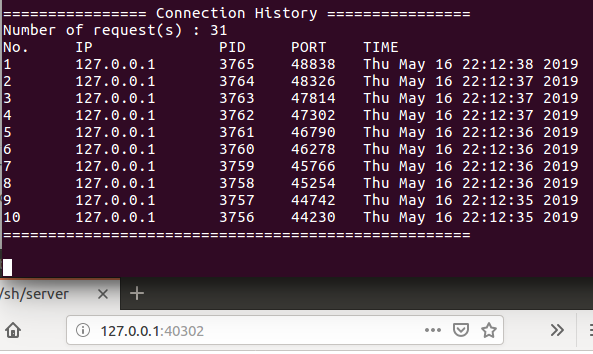 ================ Connection History ================
Number of request(s) : 31
No. IP PID PORT TIME
1 127.0.0.1 3765 48838 Thu May 16 22:12:38 2019
2 127.0.0.1 3764 48326 Thu May 16 22:12:37 2019
3 127.0.0.1 3763 47814 Thu May 16 22:12:37 2019
4 127.0.0.1 3762 47302 Thu May 16 22:12:37 2019
5 127.0.0.1 3761 46790 Thu May 16 22:12:36 2019
6 127.0.0.1 3760 46278 Thu May 16 22:12:36 2019
7 127.0.0.1 3759 45766 Thu May 16 22:12:36 2019
8 127.0.0.1 3758 45254 Thu May 16 22:12:36 2019
9 127.0.0.1 3757 44742 Thu May 16 22:12:35 2019
10 127.0.0.1 3756 44230 Thu May 16 22:12:35 2019
====================================================
/sh/server
127.0.0.1:40302